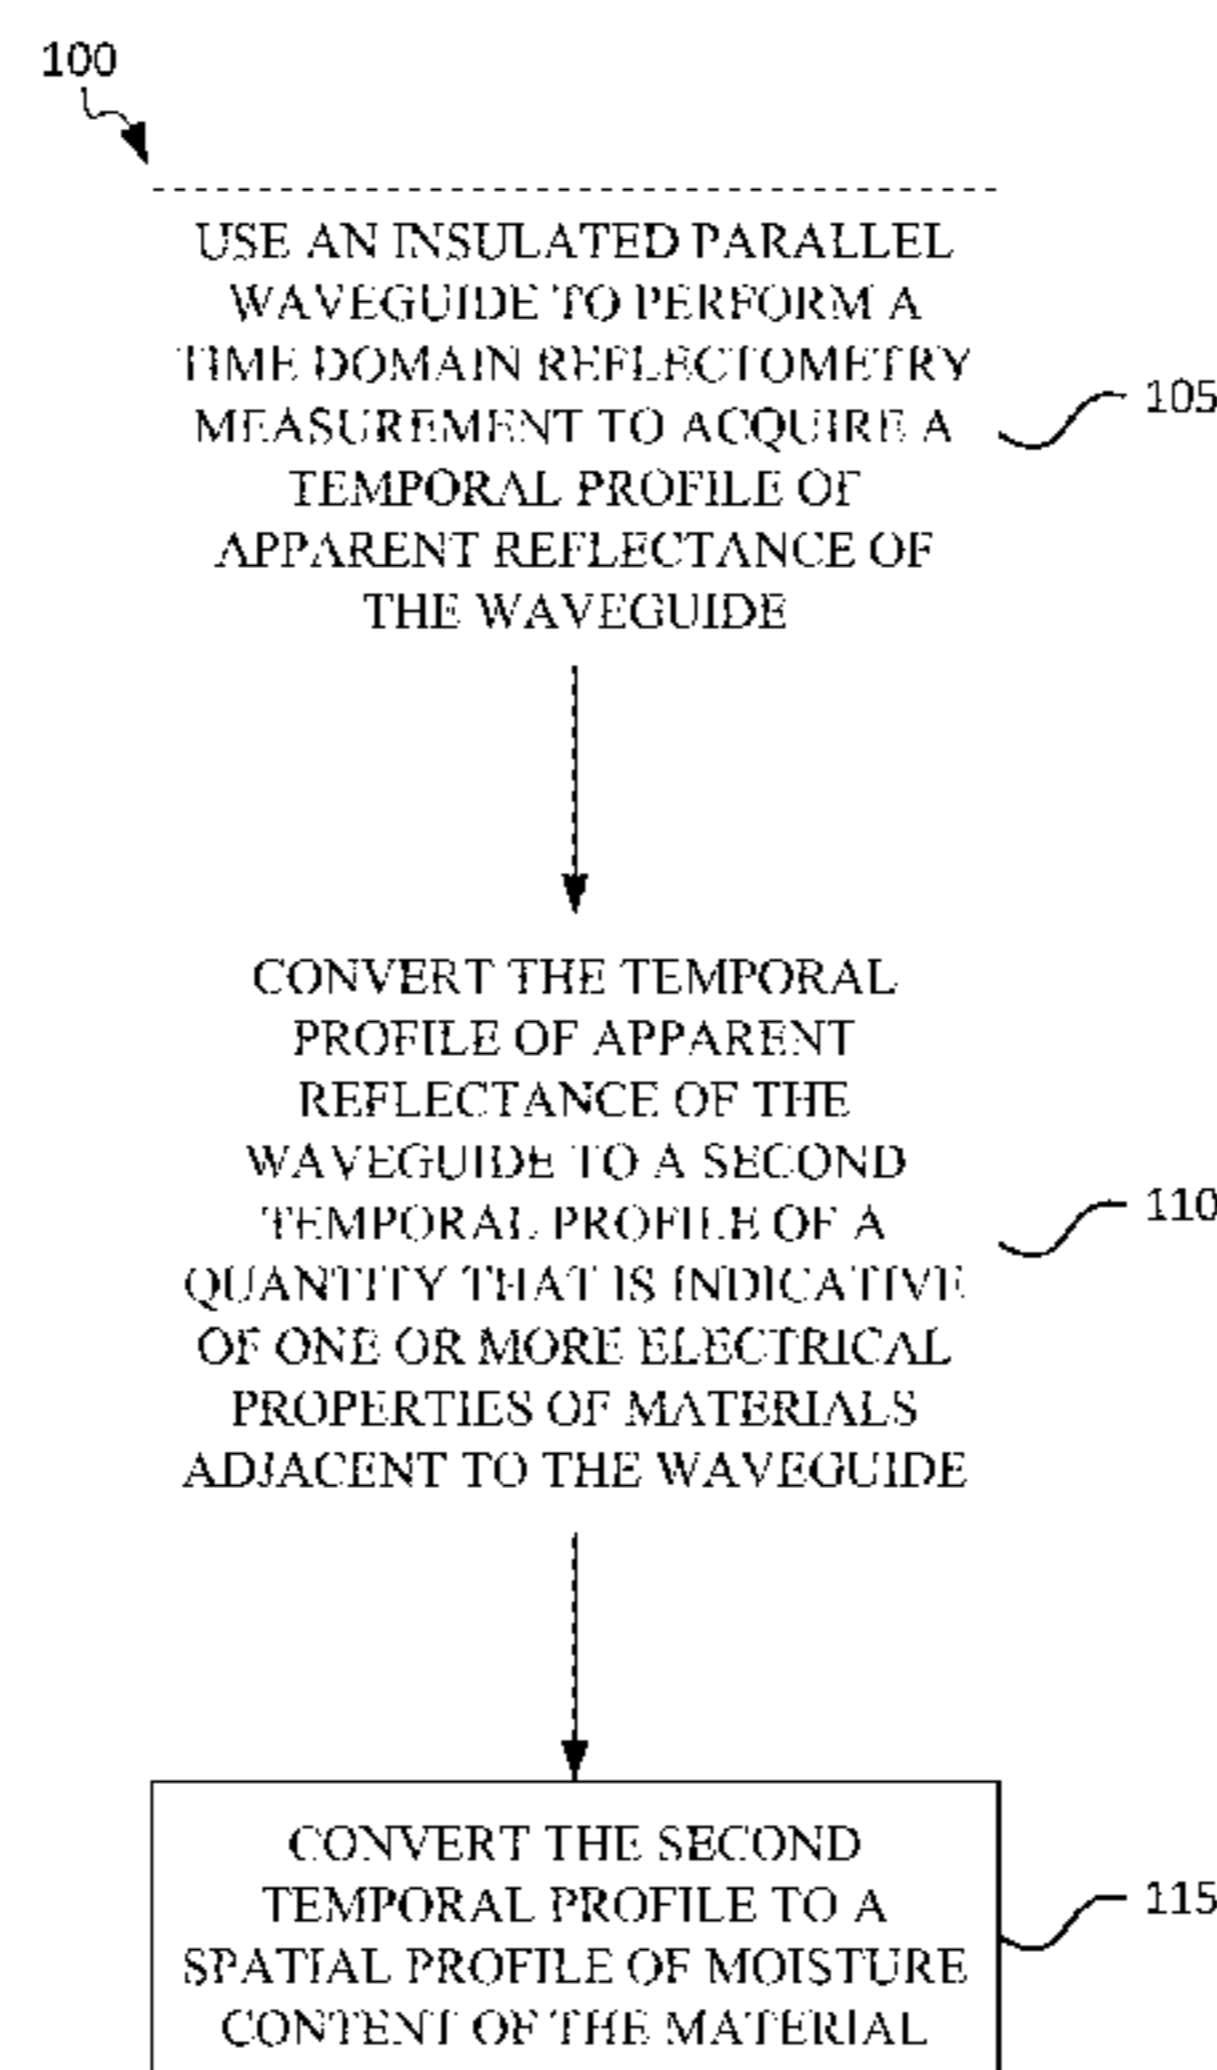 100
USE AN INSULATED PARALLEL
WAVEGUIDE TO PERFORM A
TIME DOMAIN REFLECTOMETRY
MEASUREMENT TO ACQUIRE A
TEMPORAL PROFILE OF
APPARENT REFLECTANCE OF
THE WAVEGUIDE
105
CONVERT THE TEMPORAL
PROFILE OF APPARENT
REFLECTANCE OF THE
WAVEGUIDE TO A SECOND
TEMPORAL PROFILE OF A
QUANTITY THAT IS INDICATIVE
OF ONE OR MORE ELECTRICAL
PROPERTIES OF MATERIALS
ADJACENT TO THE WAVEGUIDE
110
CONVERT THE SECOND
TEMPORAL PROFILE TO A
SPATIAL PROFILE OF MOISTURE
CONTENT OF THE MATERIAL
115